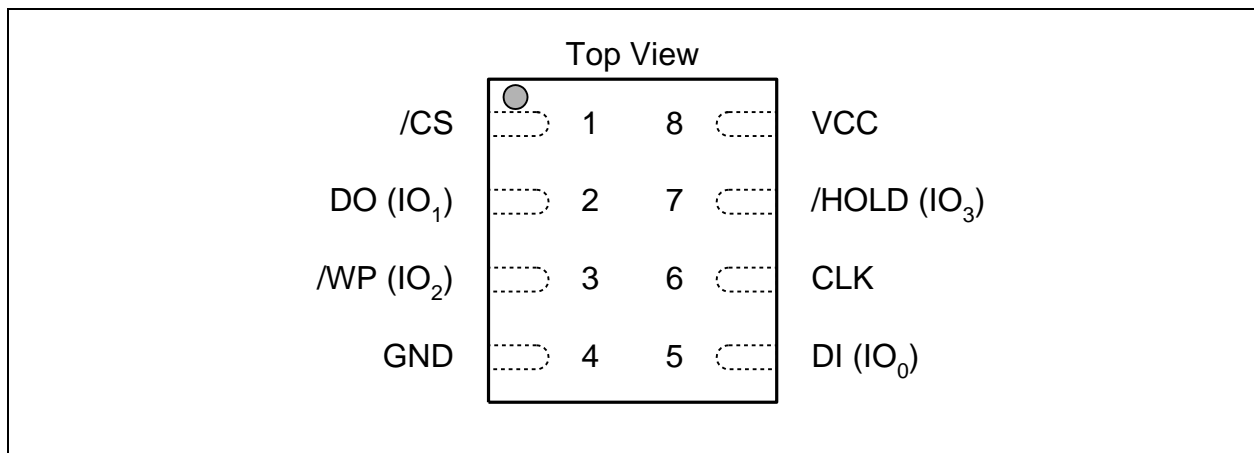 Top View
/CS 1 8 VCC
DO (IO₁) 2 7 /HOLD (IO₃)
/WP (IO₂) 3 6 CLK
GND 4 5 DI (IO₀)